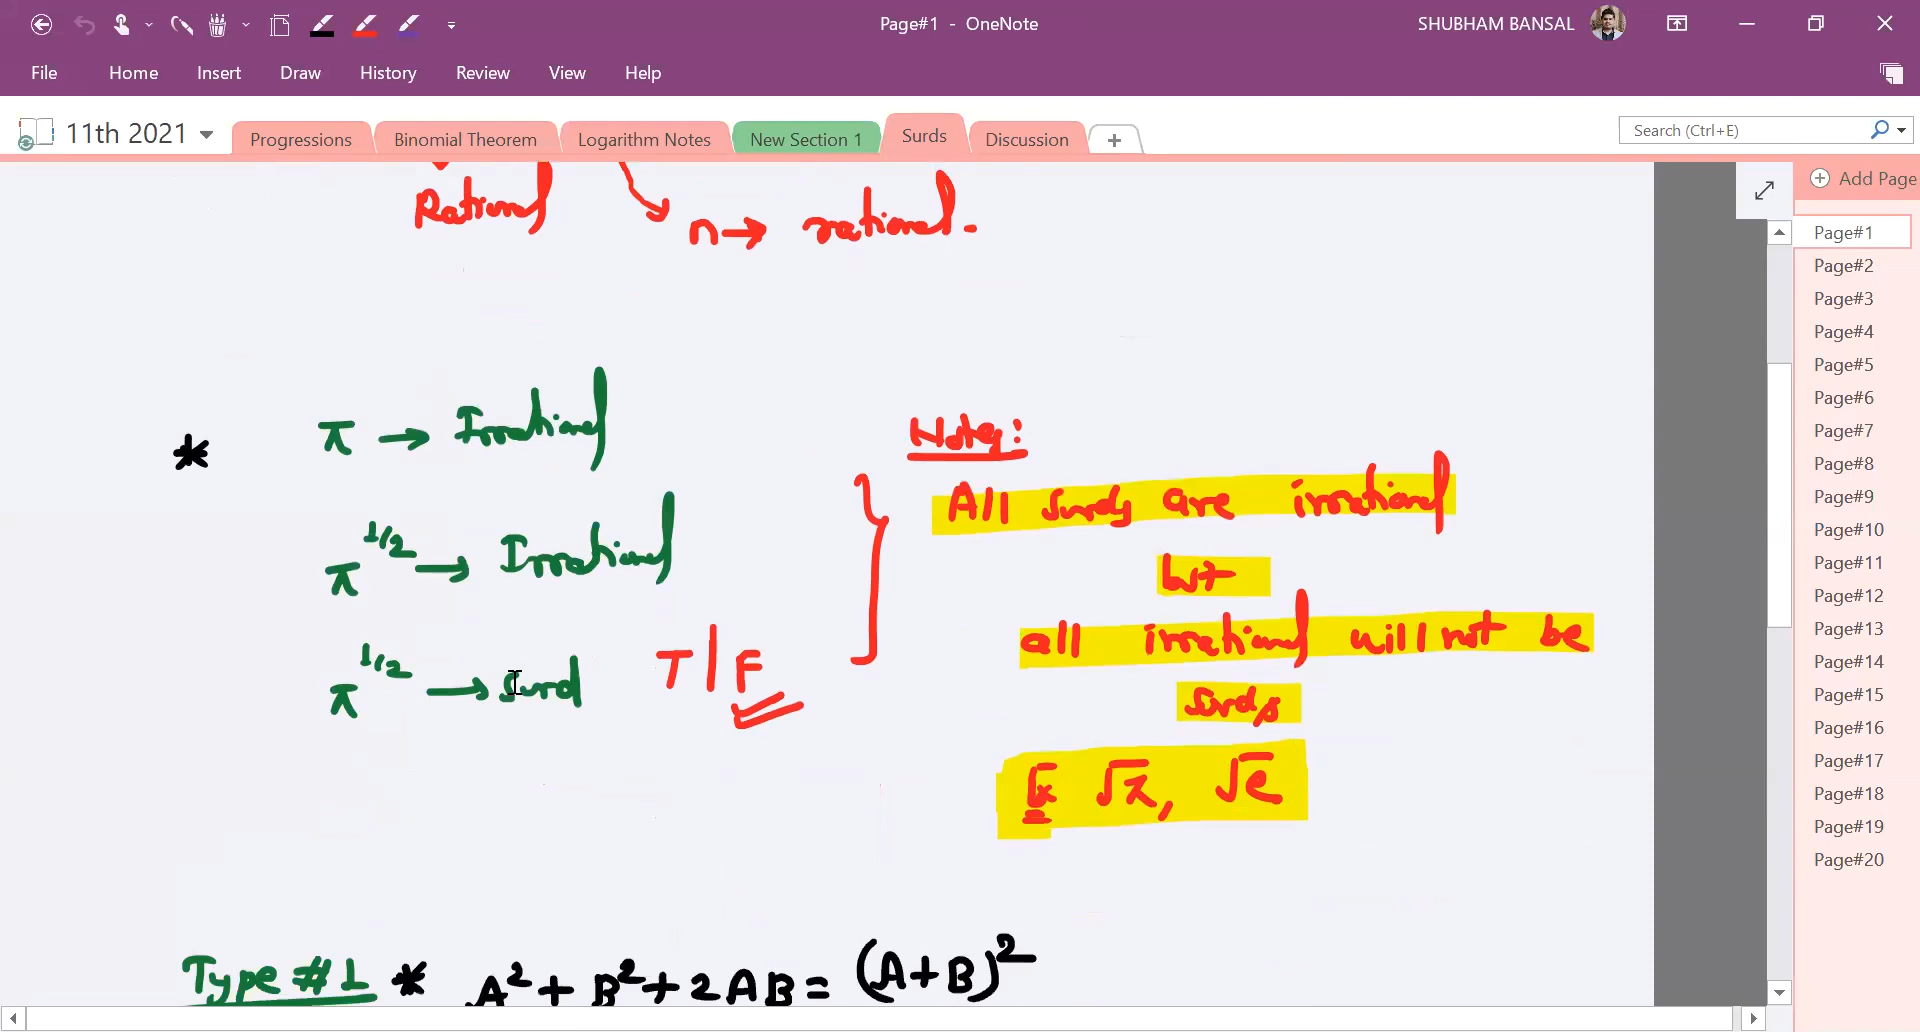 Page#1 - OneNote
SHUBHAM BANSAL
File Home Insert Draw History Review View Help
11th 2021
Progressions Binomial Theorem Logarithm Notes New Section 1 Surds Discussion +
Search (Ctrl+E)
Add Page
Page#1
Page#2
Page#3
Page#4
Page#5
Page#6
Page#7
Page#8
Page#9
Page#10
Page#11
Page#12
Page#13
Page#14
Page#15
Page#16
Page#17
Page#18
Page#19
Page#20
Rational
n → rational.
* π → Irrational
π^1/2 → Irrational
π^1/2 → Surd T | F
Note:
All surds are irrational
but
all irrational will not be
surds
Ex √π, √e
Type #1 * A² + B² + 2AB = (A+B)²